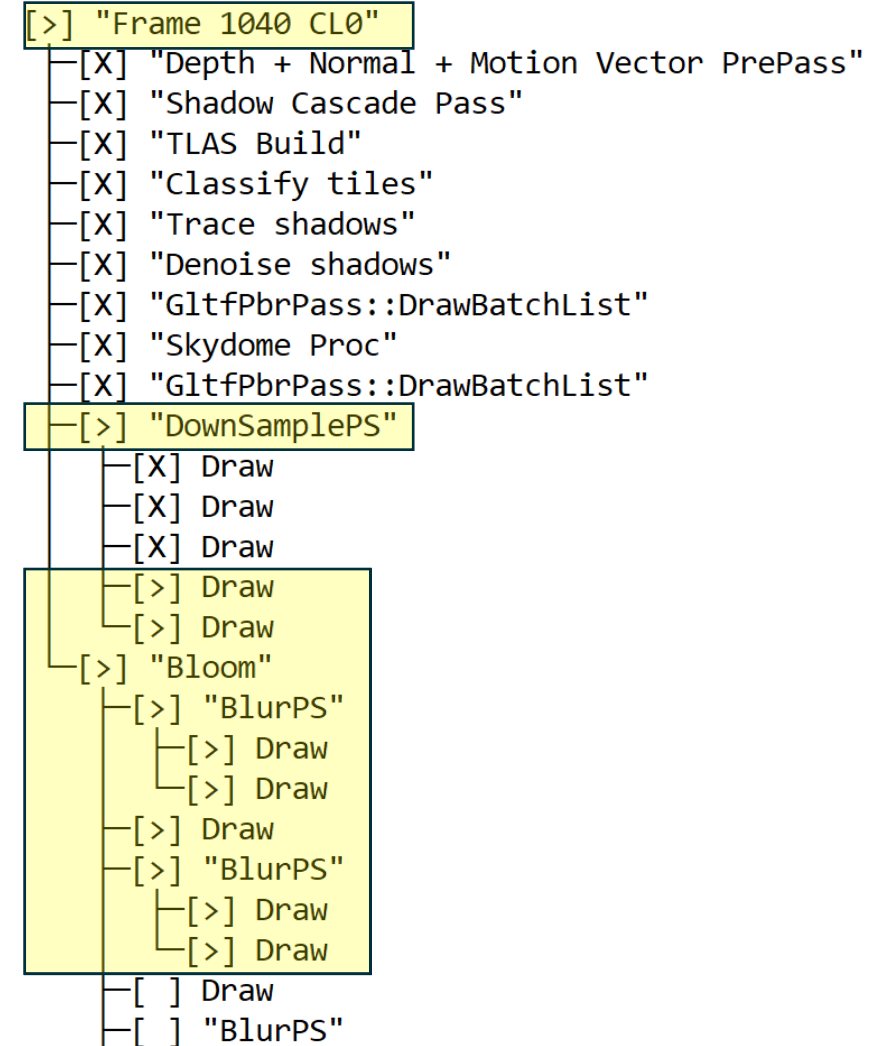 [>] "Frame 1040 CL0"
├─[X] "Depth + Normal + Motion Vector PrePass"
├─[X] "Shadow Cascade Pass"
├─[X] "TLAS Build"
├─[X] "Classify tiles"
├─[X] "Trace shadows"
├─[X] "Denoise shadows"
├─[X] "GltfPbrPass::DrawBatchList"
├─[X] "Skydome Proc"
├─[X] "GltfPbrPass::DrawBatchList"
├─[>] "DownSamplePS"
│  ├─[X] Draw
│  ├─[X] Draw
│  ├─[X] Draw
│  ├─[>] Draw
│  └─[>] Draw
└─[>] "Bloom"
   ├─[>] "BlurPS"
   │  ├─[>] Draw
   │  └─[>] Draw
   ├─[>] Draw
   ├─[>] "BlurPS"
   │  ├─[>] Draw
   │  └─[>] Draw
   ├─[ ] Draw
   ├─[ ] "BlurPS"